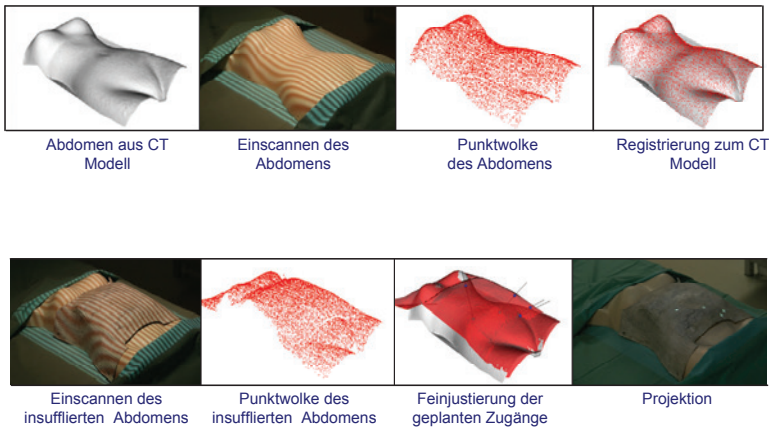 Abdomen aus CT
Modell
Einscannen des
Abdomens
Punktwolke
des Abdomens
Registrierung zum CT
Modell
Einscannen des
insufflierten Abdomens
Punktwolke des
insufflierten Abdomens
Feinjustierung der
geplanten Zugänge
Projektion